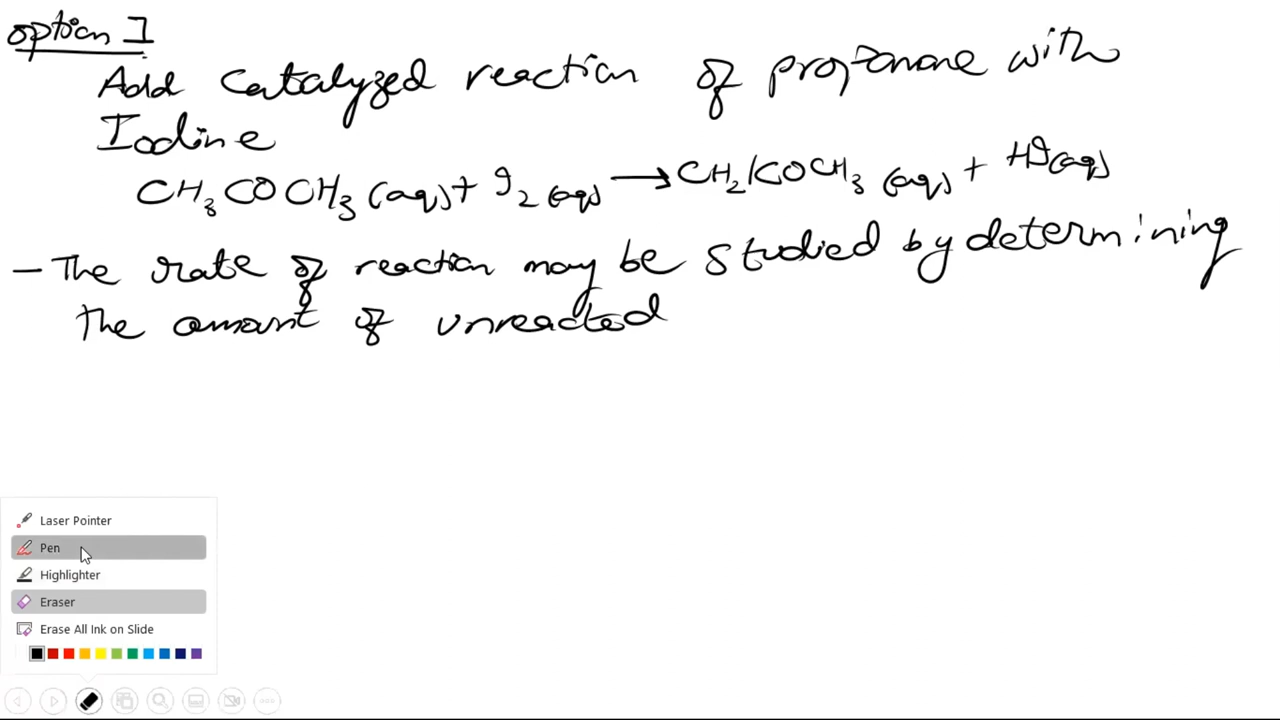 option I
Add Catalyzed reaction of propanone with
Iodine
CH₃COCH₃ (aq) + I₂ (aq) → CH₂ICOCH₃ (aq) + HI(aq)
- The rate of reaction may be studied by determining
the amount of unreacted
Laser Pointer
Pen
Highlighter
Eraser
Erase All Ink on Slide